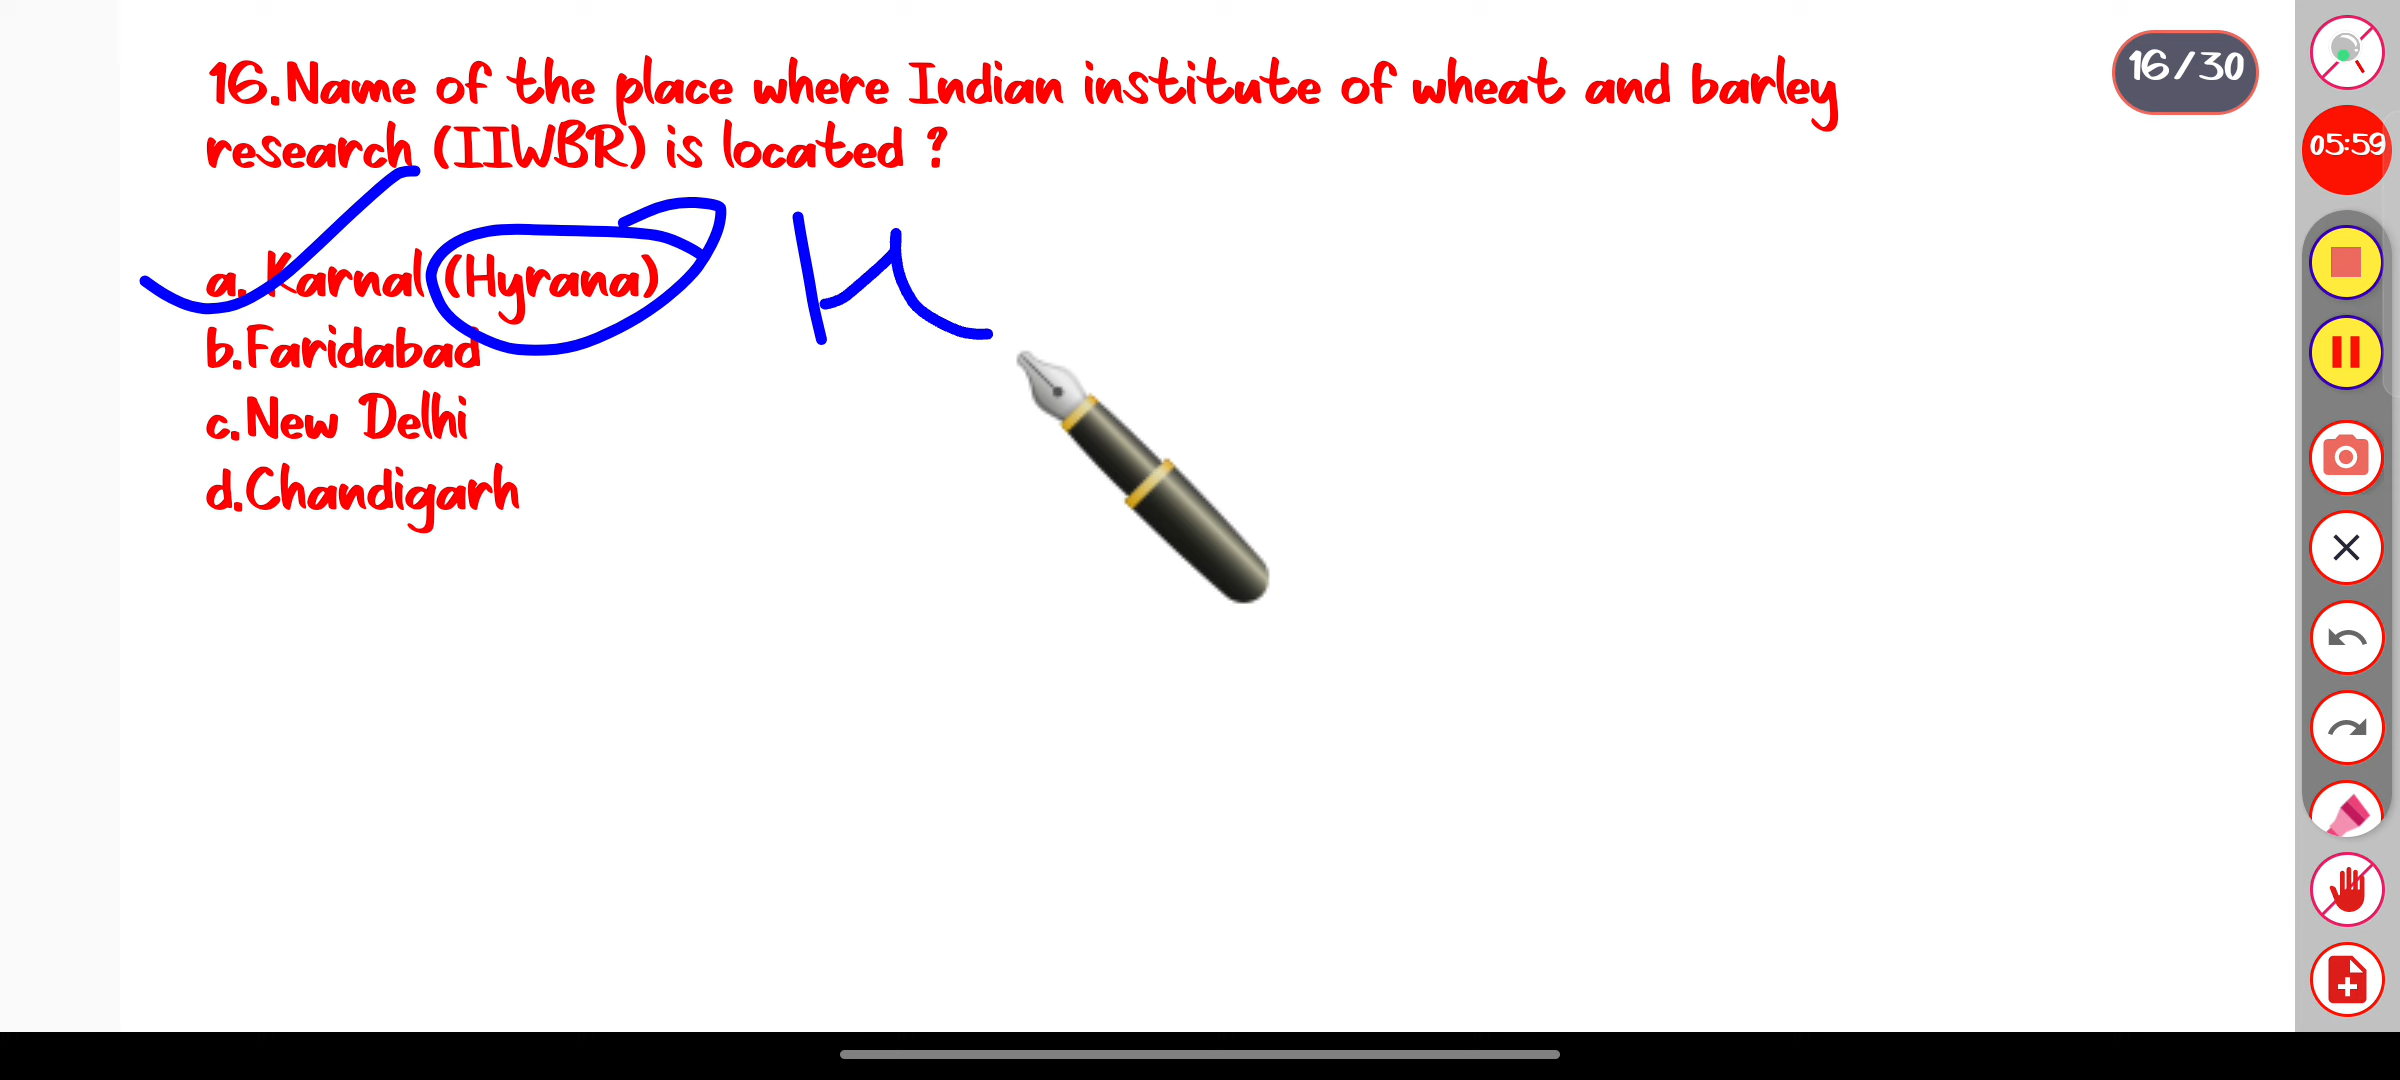 16.Name of the place where Indian institute of wheat and barley
research (IIWBR) is located ?
a. Karnal (Hyrana)
b.Faridabad
c.New Delhi
d.Chandigarh
K
16/30
05:59